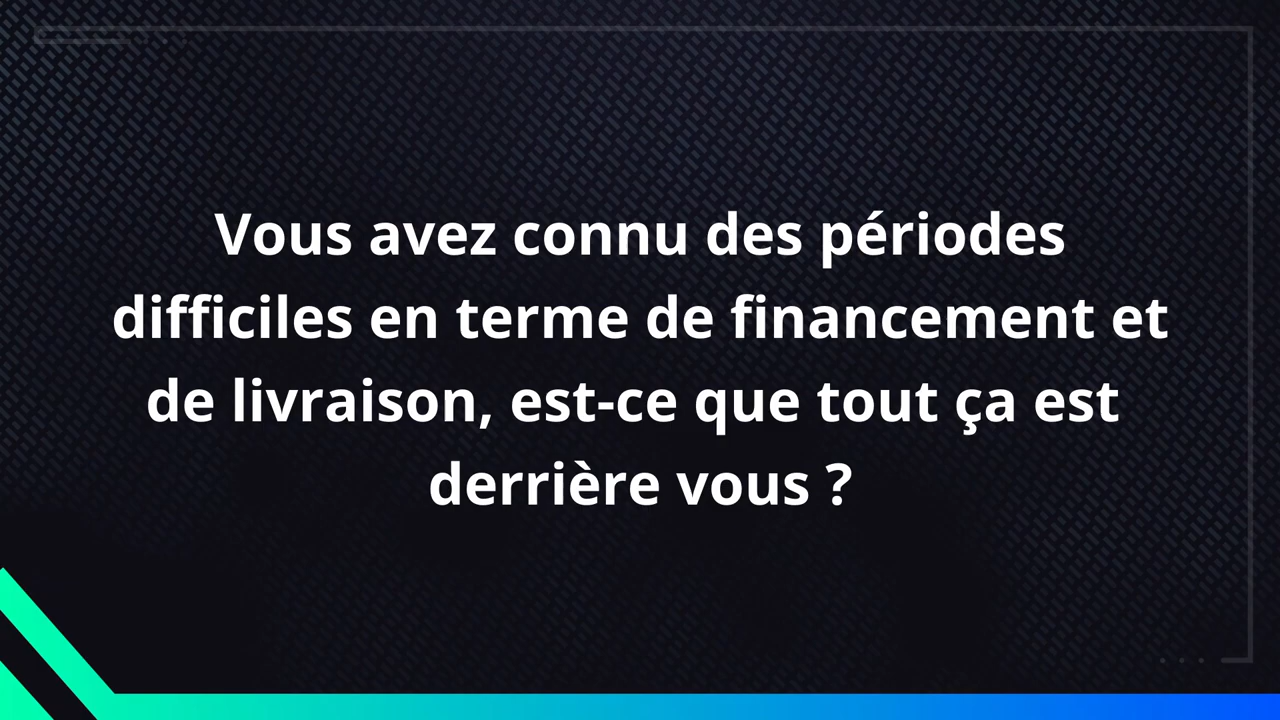 Vous avez connu des périodes
difficiles en terme de financement et
de livraison, est-ce que tout ça est
derrière vous ?